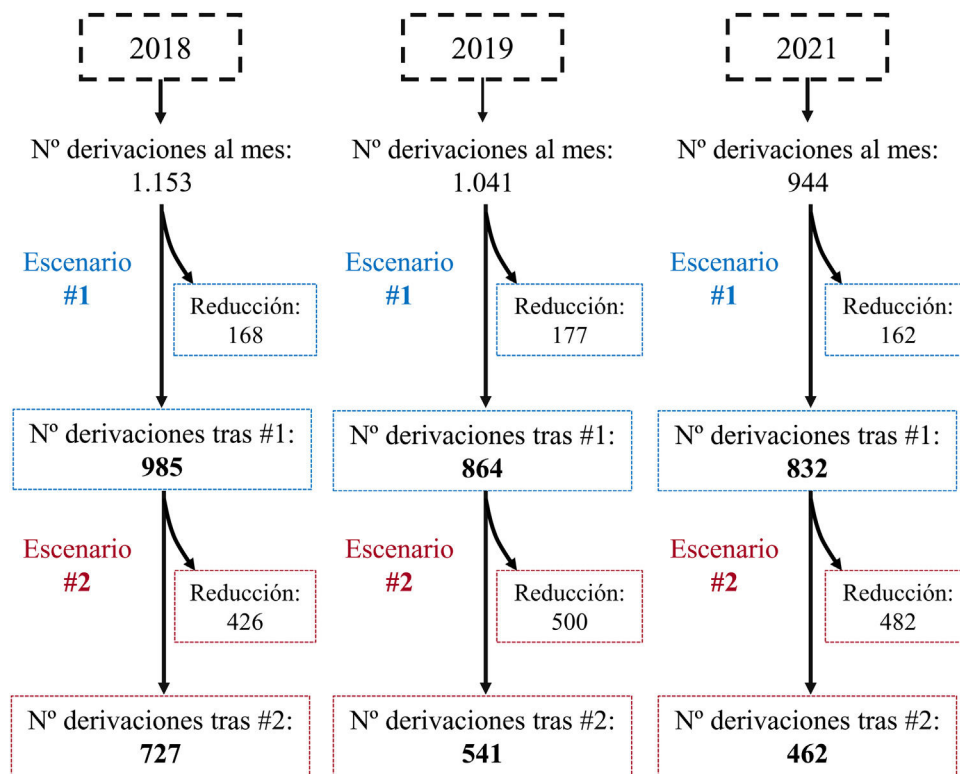 2018
Nº derivaciones al mes:
1.153
Escenario
#1
Reducción:
168
Nº derivaciones tras #1:
985
Escenario
#2
Reducción:
426
Nº derivaciones tras #2:
727
2019
Nº derivaciones al mes:
1.041
Escenario
#1
Reducción:
177
Nº derivaciones tras #1:
864
Escenario
#2
Reducción:
500
Nº derivaciones tras #2:
541
2021
Nº derivaciones al mes:
944
Escenario
#1
Reducción:
162
Nº derivaciones tras #1:
832
Escenario
#2
Reducción:
482
Nº derivaciones tras #2:
462